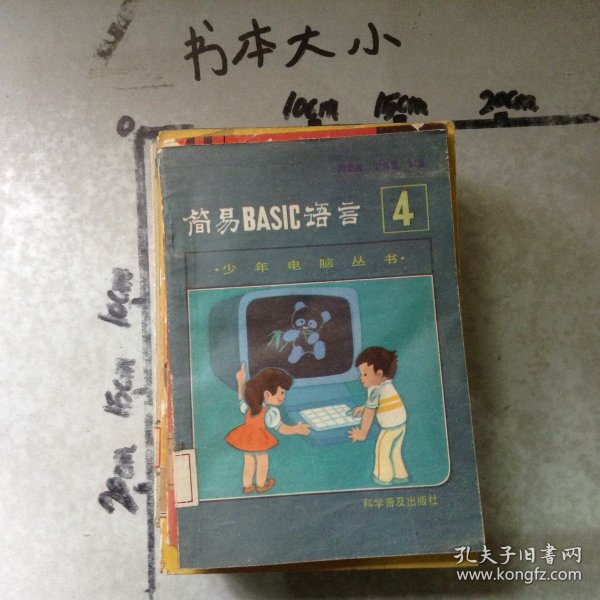 书本大小
10cm 15cm 20cm
0
简易BASIC语言 4
·少年电脑丛书·
10cm
15cm
20cm
科学普及出版社
孔夫子旧书网
www.kongfz.com